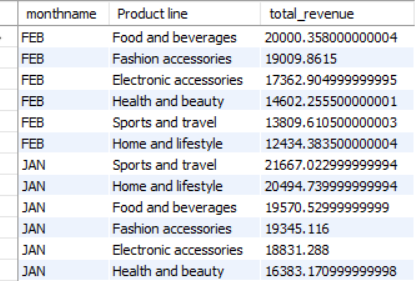 monthname Product line total_revenue
FEB Food and beverages 20000.358000000004
FEB Fashion accessories 19009.8615
FEB Electronic accessories 17362.904999999995
FEB Health and beauty 14602.255500000001
FEB Sports and travel 13809.610500000003
FEB Home and lifestyle 12434.383500000004
JAN Sports and travel 21667.022999999994
JAN Home and lifestyle 20494.739999999994
JAN Food and beverages 19570.52999999999
JAN Fashion accessories 19345.116
JAN Electronic accessories 18831.288
JAN Health and beauty 16383.170999999998